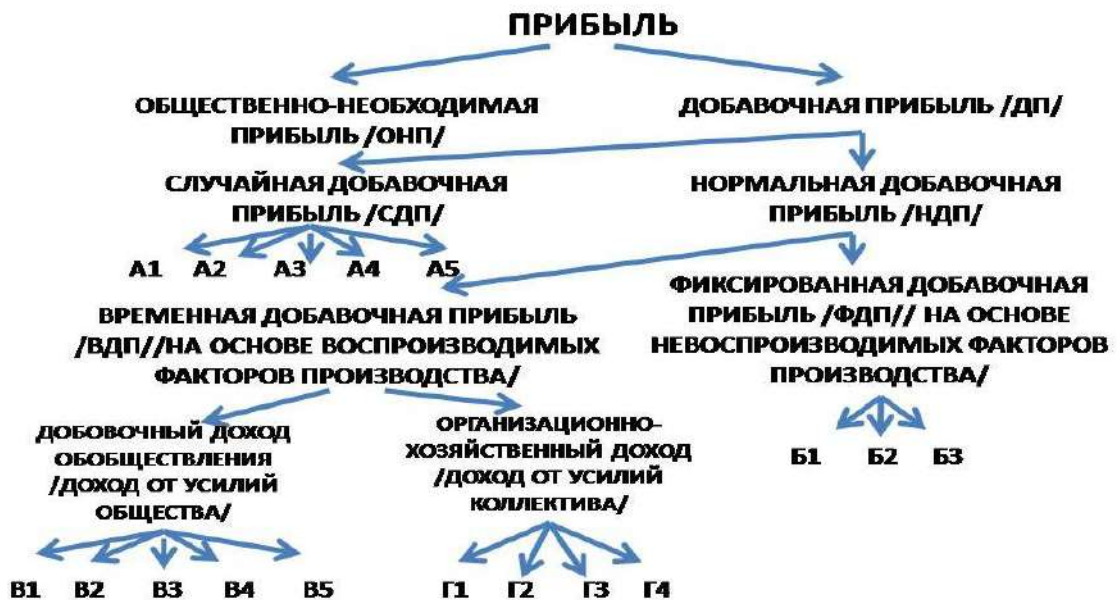 ПРИБЫЛЬ
ОБЩЕСТВЕННО-НЕОБХОДИМАЯ
ПРИБЫЛЬ /ОНП/
ДОБАВОЧНАЯ ПРИБЫЛЬ /ДП/
СЛУЧАЙНАЯ ДОБАВОЧНАЯ
ПРИБЫЛЬ /СДП/
НОРМАЛЬНАЯ ДОБАВОЧНАЯ
ПРИБЫЛЬ /НДП/
А1 А2 А3 А4 А5
ВРЕМЕННАЯ ДОБАВОЧНАЯ ПРИБЫЛЬ
/ВДП//НА ОСНОВЕ ВОСПРОИЗВОДИМЫХ
ФАКТОРОВ ПРОИЗВОДСТВА/
ФИКСИРОВАННАЯ ДОБАВОЧНАЯ
ПРИБЫЛЬ /ФДП// НА ОСНОВЕ
НЕВОСПРОИЗВОДИМЫХ ФАКТОРОВ
ПРОИЗВОДСТВА/
ДОБОВОЧНЫЙ ДОХОД
ОБОБЩЕСТВЛЕНИЯ
/ДОХОД ОТ УСИЛИЙ
ОБЩЕСТВА/
ОРГАНИЗАЦИОННО-
ХОЗЯЙСТВЕННЫЙ ДОХОД
/ДОХОД ОТ УСИЛИЙ
КОЛЛЕКТИВА/
Б1 Б2 Б3
В1 В2 В3 В4 В5
Г1 Г2 Г3 Г4